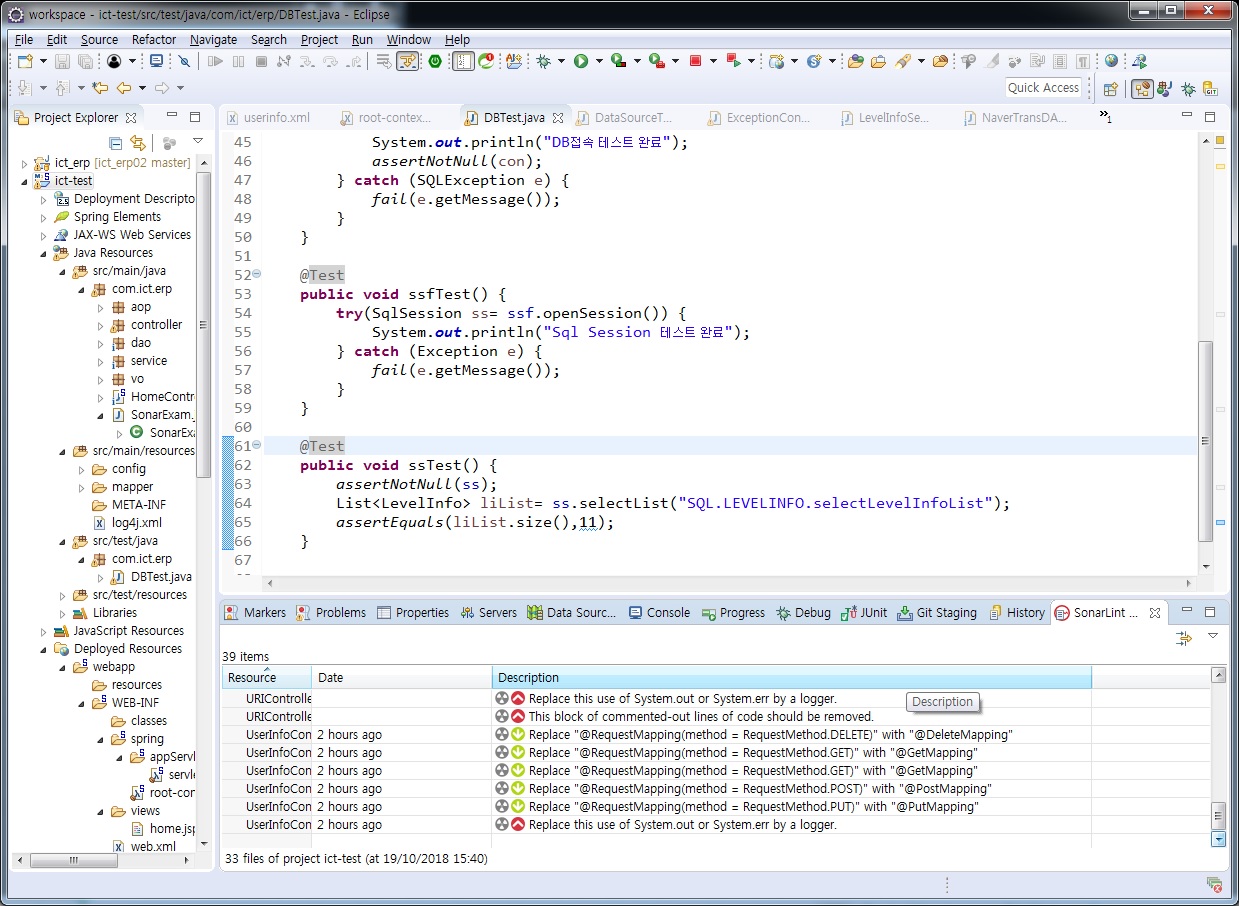 workspace - ict-test/src/test/java/com/ict/erp/DBTest.java - Eclipse
File Edit Source Refactor Navigate Search Project Run Window Help
Quick Access
Project Explorer
userinfo.xml root-contex... DBTest.java DataSourceT... ExceptionCon... LevelInfoSe... NaverTransDA... »1
ict_erp [ict_erp02 master]
ict-test
Deployment Descripto
Spring Elements
JAX-WS Web Services
Java Resources
src/main/java
com.ict.erp
aop
controller
dao
service
vo
HomeContr
SonarExam.
SonarExa
src/main/resources
config
mapper
META-INF
log4j.xml
src/test/java
com.ict.erp
DBTest.java
src/test/resources
Libraries
JavaScript Resources
Deployed Resources
webapp
resources
WEB-INF
classes
spring
appServl
servle
root-con
views
home.jsp
web.xml
45 System.out.println("DB접속 테스트 완료");
46 assertNotNull(con);
47 } catch (SQLException e) {
48 fail(e.getMessage());
49 }
50 }
51
52 @Test
53 public void ssfTest() {
54 try(SqlSession ss= ssf.openSession()) {
55 System.out.println("Sql Session 테스트 완료");
56 } catch (Exception e) {
57 fail(e.getMessage());
58 }
59 }
60
61 @Test
62 public void ssTest() {
63 assertNotNull(ss);
64 List<LevelInfo> liList= ss.selectList("SQL.LEVELINFO.selectLevelInfoList");
65 assertEquals(liList.size(),11);
66 }
67
Markers Problems Properties Servers Data Sourc... Console Progress Debug JUnit Git Staging History SonarLint ...
39 items
Resource Date Description
URIControlle Replace this use of System.out or System.err by a logger.
Description
URIControlle This block of commented-out lines of code should be removed.
UserInfoCon 2 hours ago Replace "@RequestMapping(method = RequestMethod.DELETE)" with "@DeleteMapping"
UserInfoCon 2 hours ago Replace "@RequestMapping(method = RequestMethod.GET)" with "@GetMapping"
UserInfoCon 2 hours ago Replace "@RequestMapping(method = RequestMethod.GET)" with "@GetMapping"
UserInfoCon 2 hours ago Replace "@RequestMapping(method = RequestMethod.POST)" with "@PostMapping"
UserInfoCon 2 hours ago Replace "@RequestMapping(method = RequestMethod.PUT)" with "@PutMapping"
UserInfoCon 2 hours ago Replace this use of System.out or System.err by a logger.
33 files of project ict-test (at 19/10/2018 15:40)